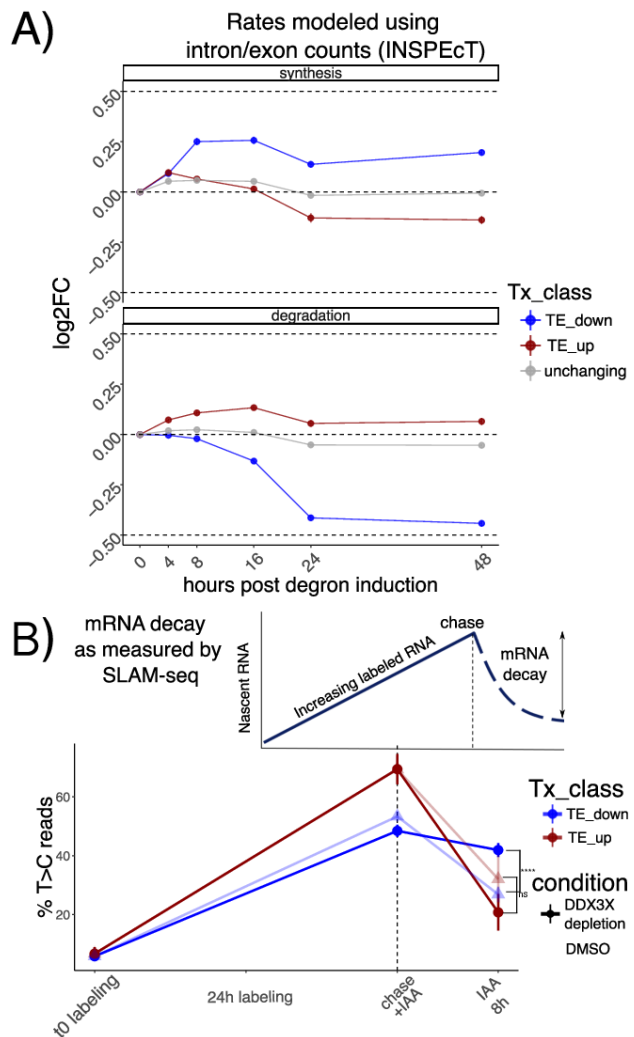 A)
Rates modeled using
intron/exon counts (INSPEcT)
synthesis
0.50
0.25
0.00
−0.25
−0.50
log2FC
degradation
0.50
0.25
0.00
−0.25
−0.50
0
4
8
16
24
48
hours post degron induction
Tx_class
TE_down
TE_up
unchanging
B)
mRNA decay
as measured by
SLAM-seq
Nascent RNA
Increasing labeled RNA
chase
mRNA
decay
% T>C reads
60
40
20
t0 labeling
24h labeling
chase
+IAA
IAA
8h
****
ns
Tx_class
TE_down
TE_up
condition
DDX3X
depletion
DMSO